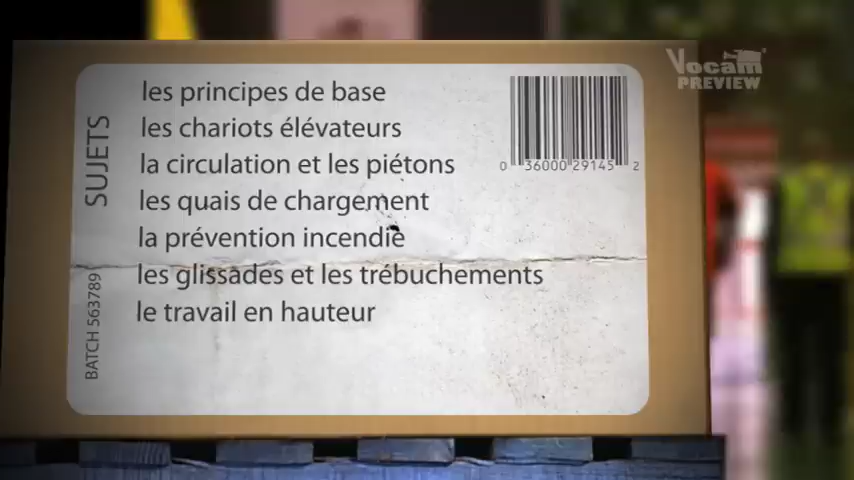 SUJETS
les principes de base
les chariots élévateurs
la circulation et les piétons
les quais de chargement
la prévention incendie
les glissades et les trébuchements
le travail en hauteur
BATCH 563789
0 36000 29145 2
Vocam
PREVIEW